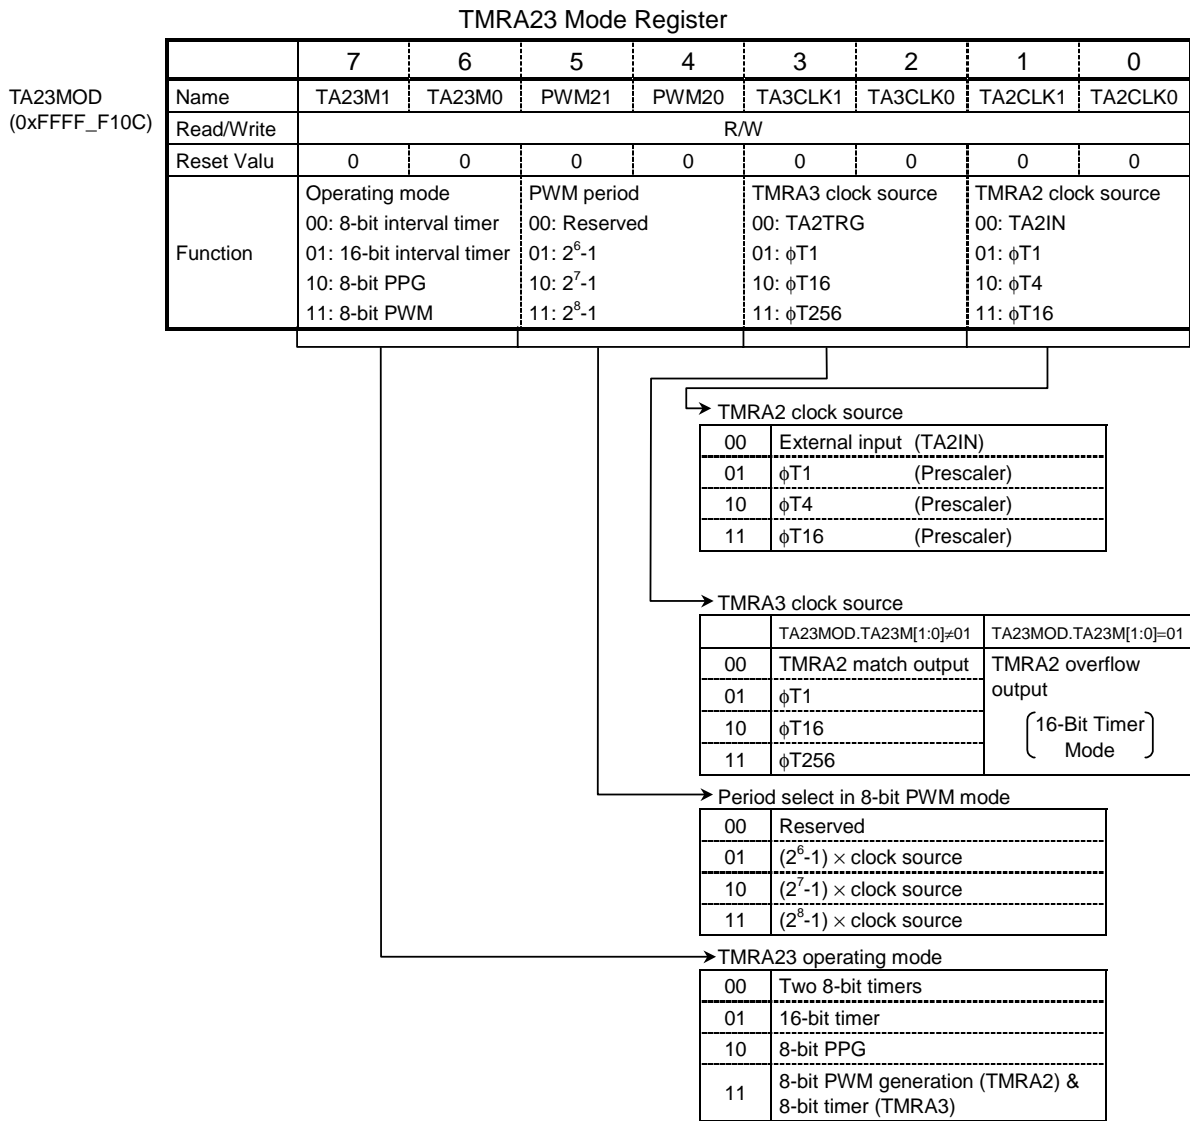 TMRA23 Mode Register
7 6 5 4 3 2 1 0
TA23MOD
(0xFFFF_F10C)
Name TA23M1 TA23M0 PWM21 PWM20 TA3CLK1 TA3CLK0 TA2CLK1 TA2CLK0
Read/Write R/W
Reset Valu 0 0 0 0 0 0 0 0
Function
Operating mode
00: 8-bit interval timer
01: 16-bit interval timer
10: 8-bit PPG
11: 8-bit PWM
PWM period
00: Reserved
01: 2⁶-1
10: 2⁷-1
11: 2⁸-1
TMRA3 clock source
00: TA2TRG
01: ϕT1
10: ϕT16
11: ϕT256
TMRA2 clock source
00: TA2IN
01: ϕT1
10: ϕT4
11: ϕT16
TMRA2 clock source
00 External input (TA2IN)
01 ϕT1 (Prescaler)
10 ϕT4 (Prescaler)
11 ϕT16 (Prescaler)
TMRA3 clock source
TA23MOD.TA23M[1:0]≠01 TA23MOD.TA23M[1:0]=01
00 TMRA2 match output
01 ϕT1
10 ϕT16
11 ϕT256
TMRA2 overflow
output
16-Bit Timer
Mode
Period select in 8-bit PWM mode
00 Reserved
01 (2⁶-1) × clock source
10 (2⁷-1) × clock source
11 (2⁸-1) × clock source
TMRA23 operating mode
00 Two 8-bit timers
01 16-bit timer
10 8-bit PPG
11 8-bit PWM generation (TMRA2) &
8-bit timer (TMRA3)